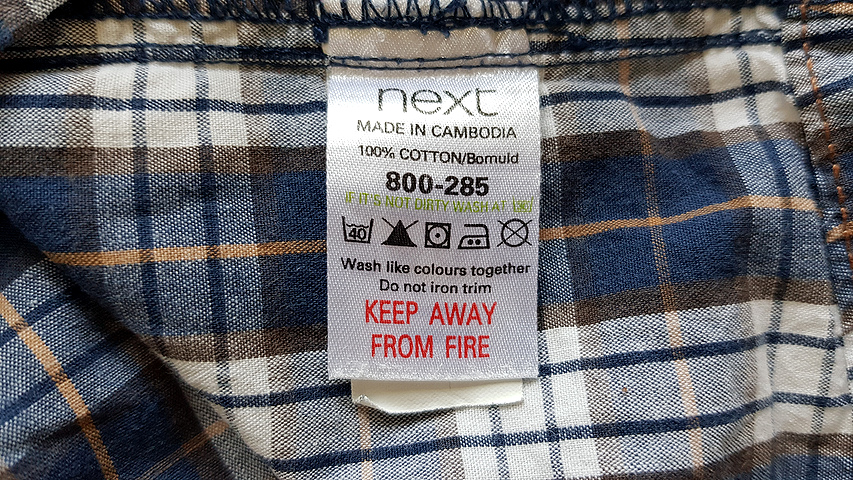 next
MADE IN CAMBODIA
100% COTTON/Bomuld
800-285
IF IT'S NOT DIRTY WASH AT 30°
40
Wash like colours together
Do not iron trim
KEEP AWAY
FROM FIRE